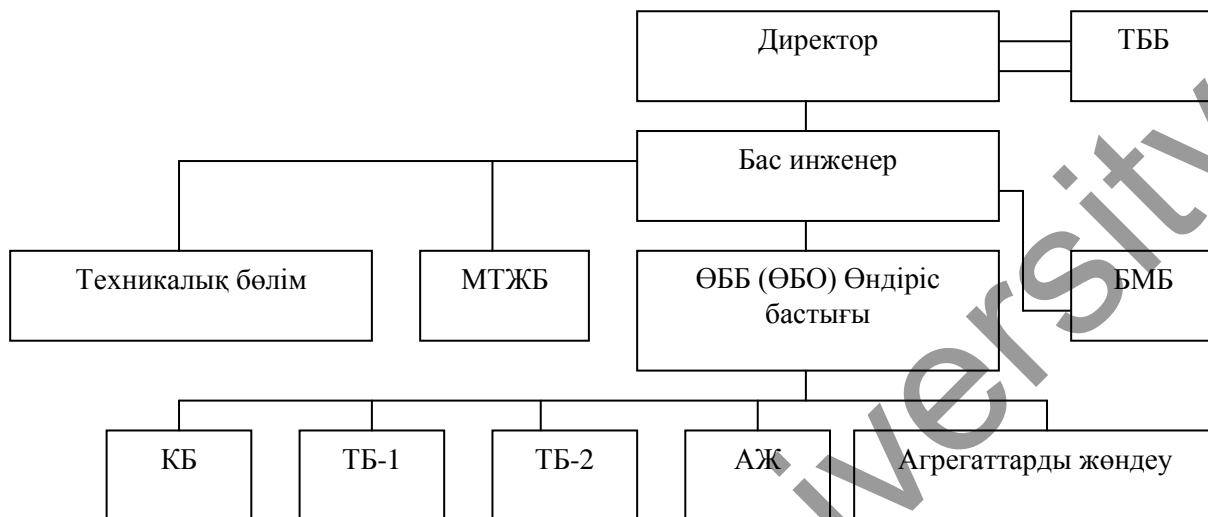 Директор
ТББ
Бас инженер
Техникалық бөлім
МТЖБ
ӨББ (ӨБО) Өндіріс
бастығы
БМБ
КБ
ТБ-1
ТБ-2
АЖ
Агрегаттарды жөндеу
iversity